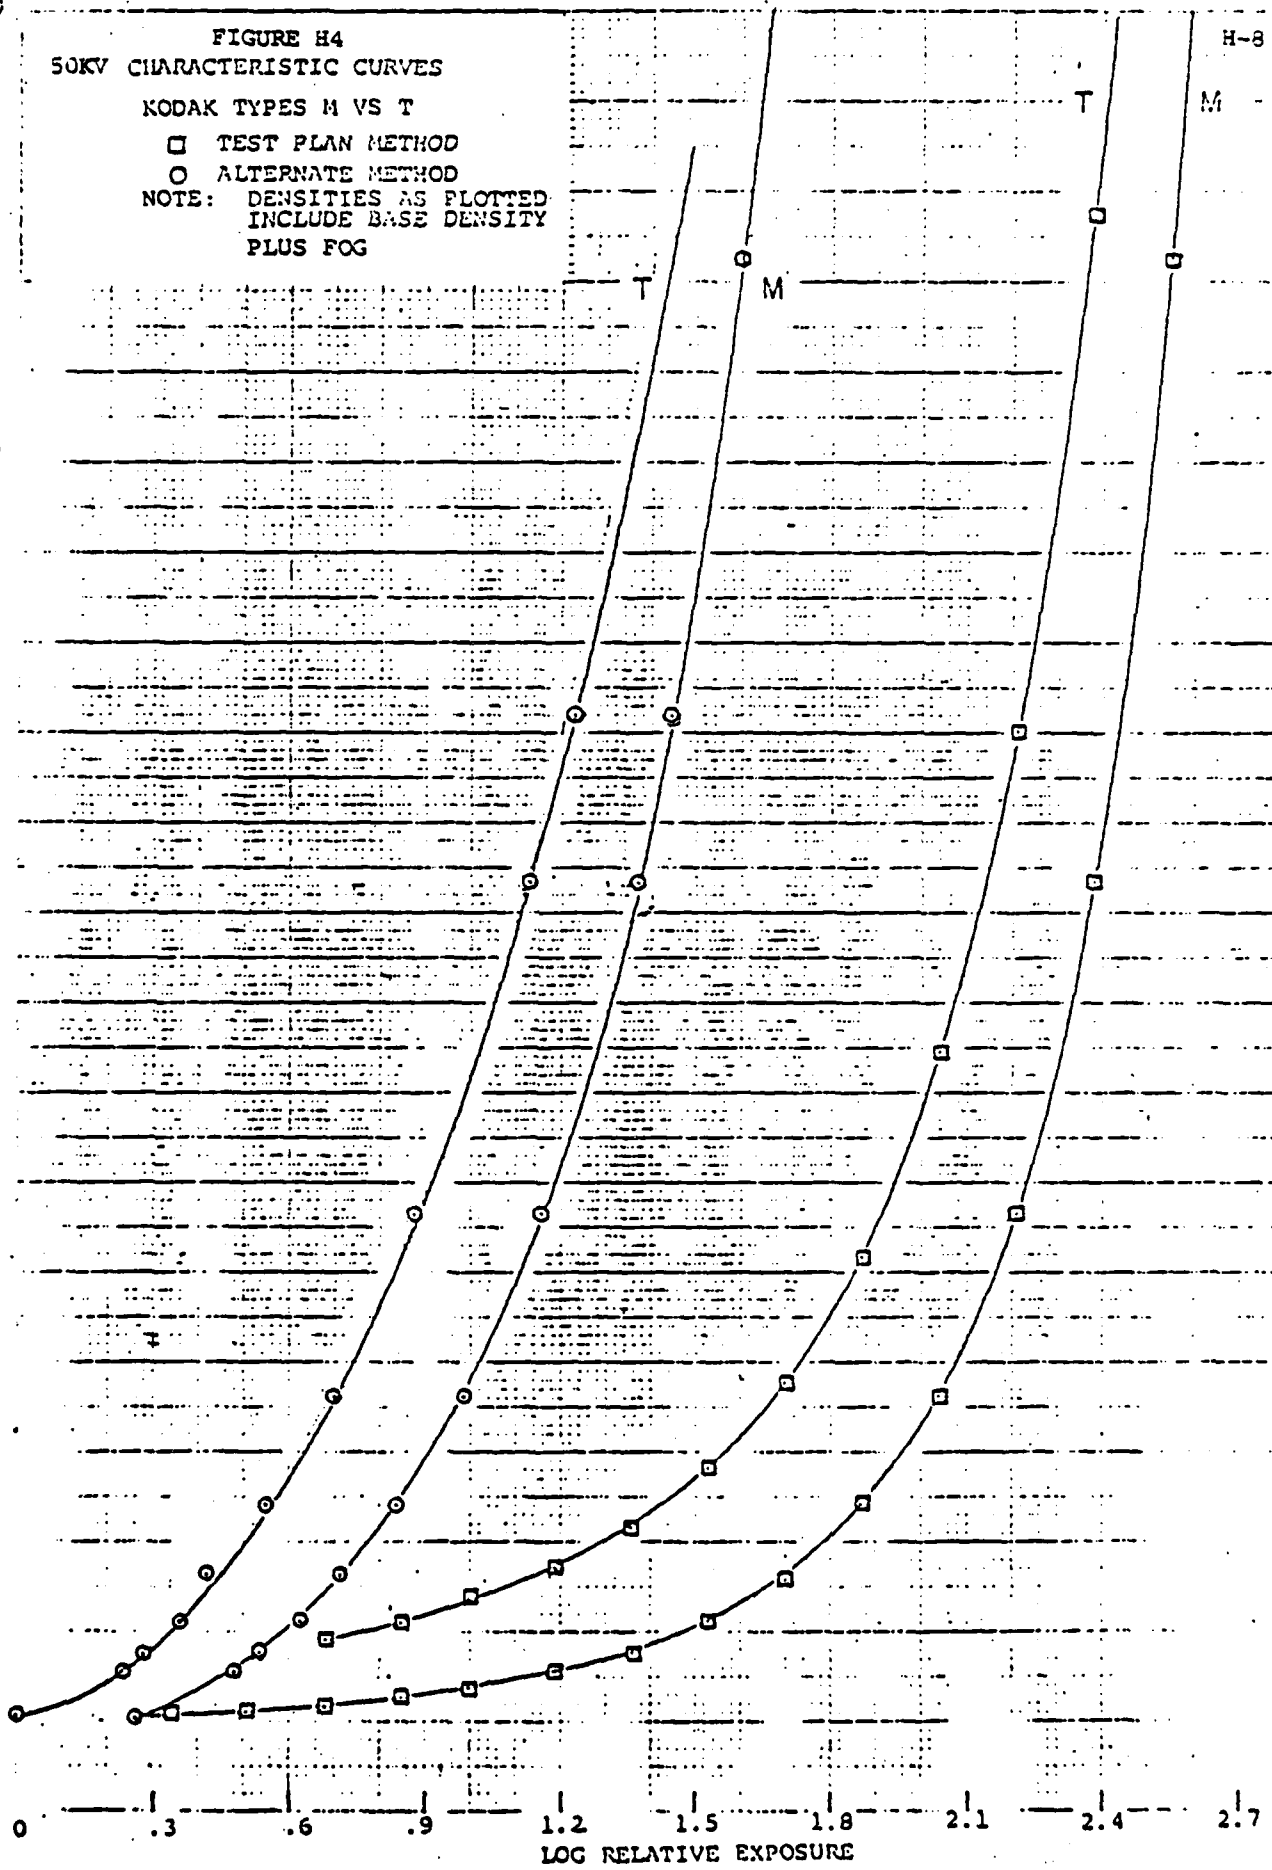 FIGURE H4
H-8
50KV CHARACTERISTIC CURVES
KODAK TYPES M VS T
TEST PLAN METHOD
ALTERNATE METHOD
NOTE: DENSITIES AS PLOTTED
INCLUDE BASE DENSITY
PLUS FOG
T M
T M
0 .3 .6 .9 1.2 1.5 1.8 2.1 2.4 2.7
LOG RELATIVE EXPOSURE